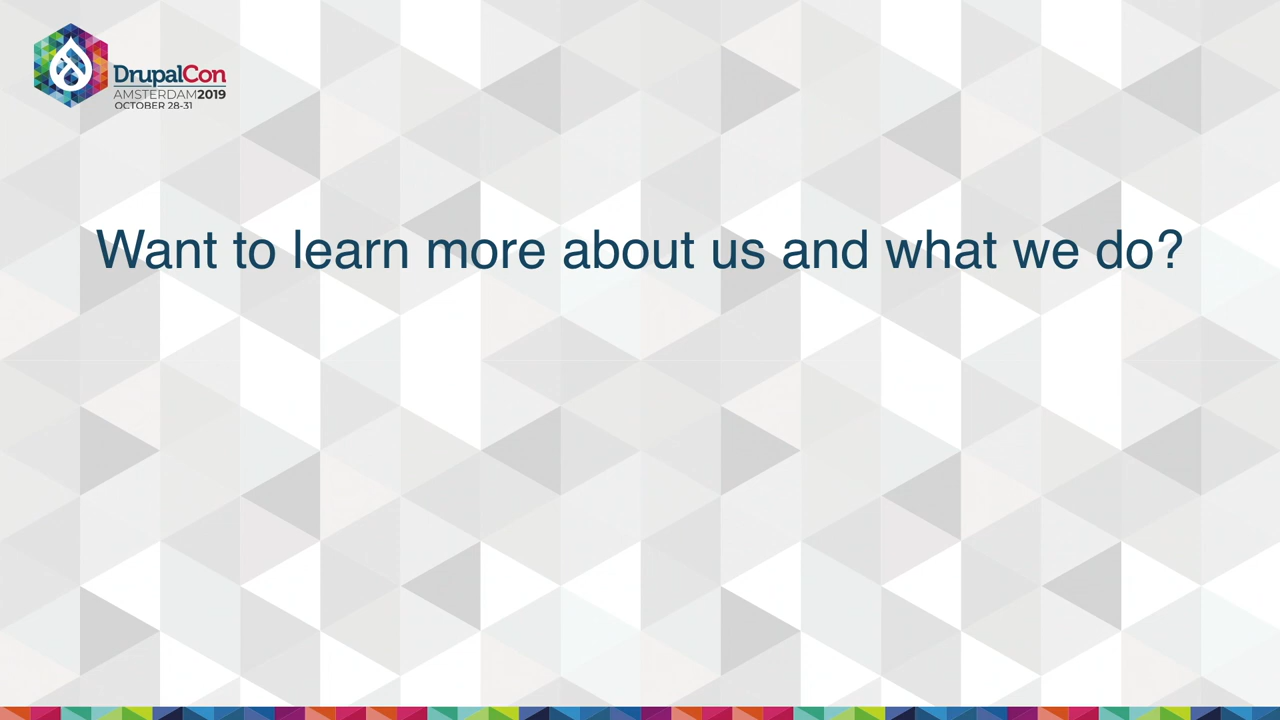 DrupalCon
AMSTERDAM2019
OCTOBER 28-31
Want to learn more about us and what we do?